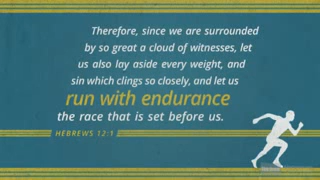 Therefore, since we are surrounded
by so great a cloud of witnesses, let
us also lay aside every weight, and
sin which clings so closely, and let us
run with endurance
the race that is set before us.
HEBREWS 12:1